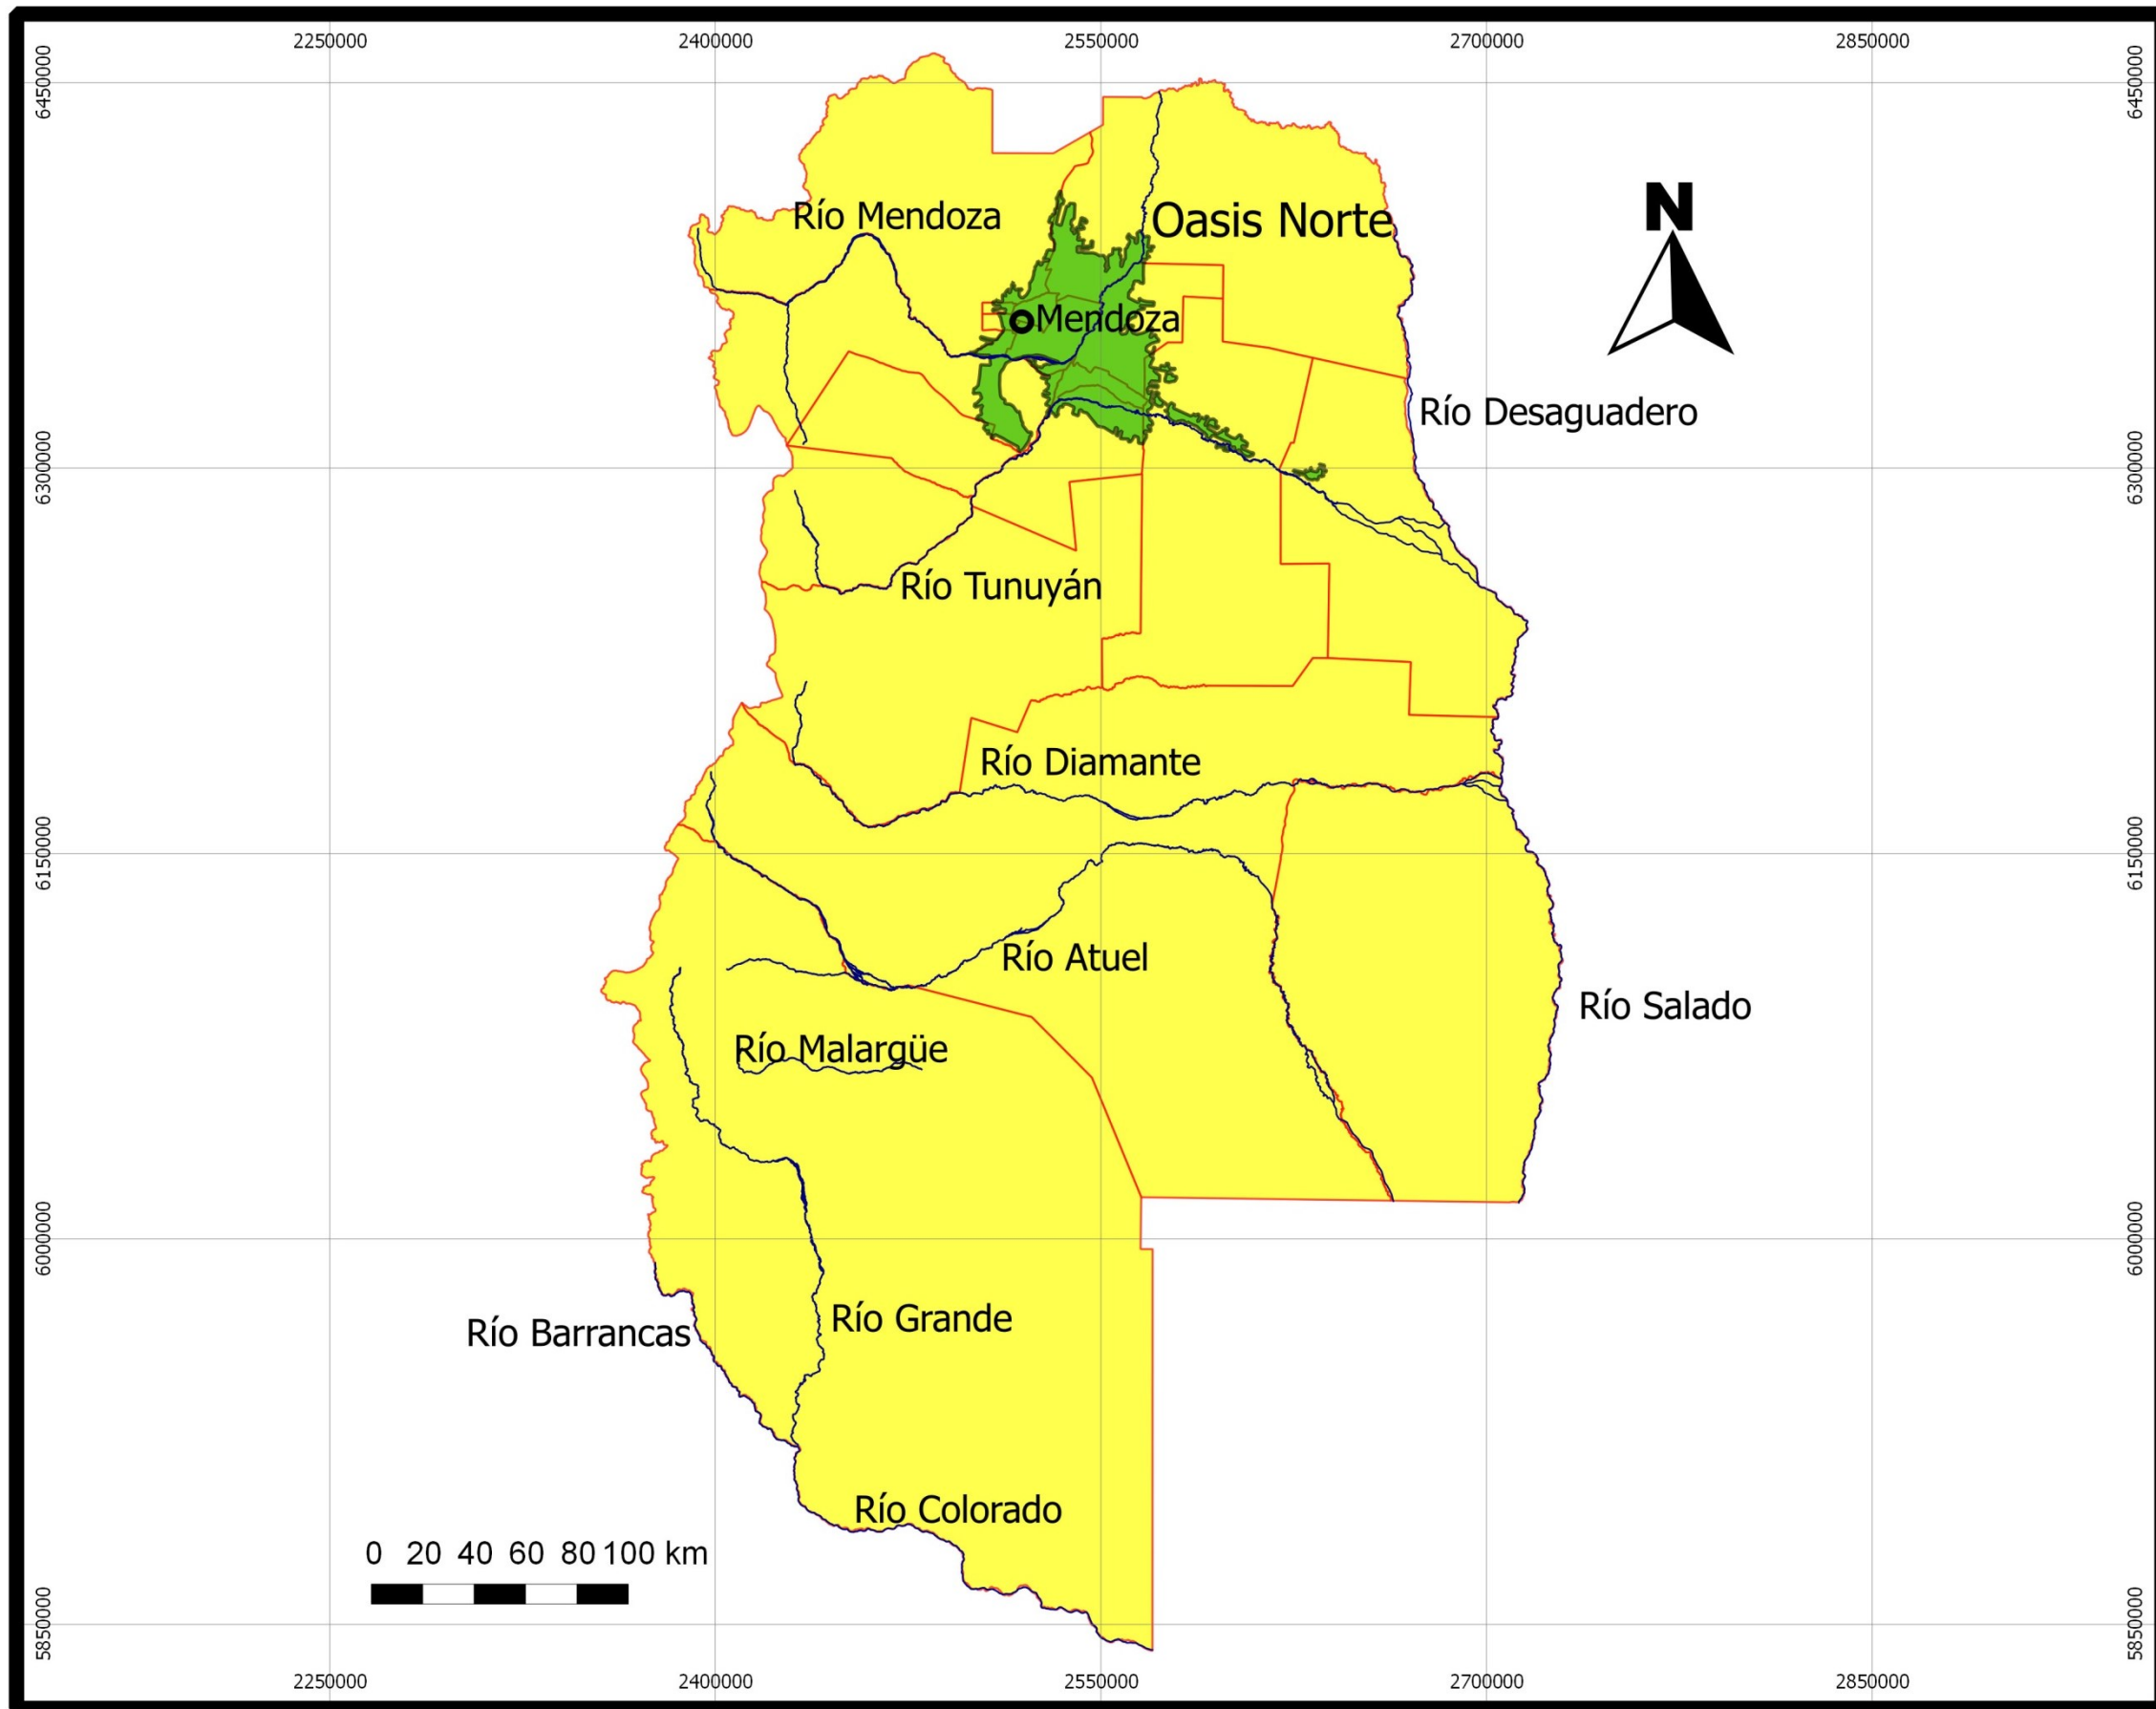 2250000
2400000
2550000
2700000
2850000
6450000
6450000
N
Río Mendoza
Oasis Norte
Mendoza
Río Desaguadero
6300000
6300000
Río Tunuyán
Río Diamante
6150000
6150000
Río Atuel
Río Salado
Río Malargüe
6000000
6000000
Río Grande
Río Barrancas
Río Colorado
0 20 40 60 80 100 km
5850000
5850000
2250000
2400000
2550000
2700000
2850000